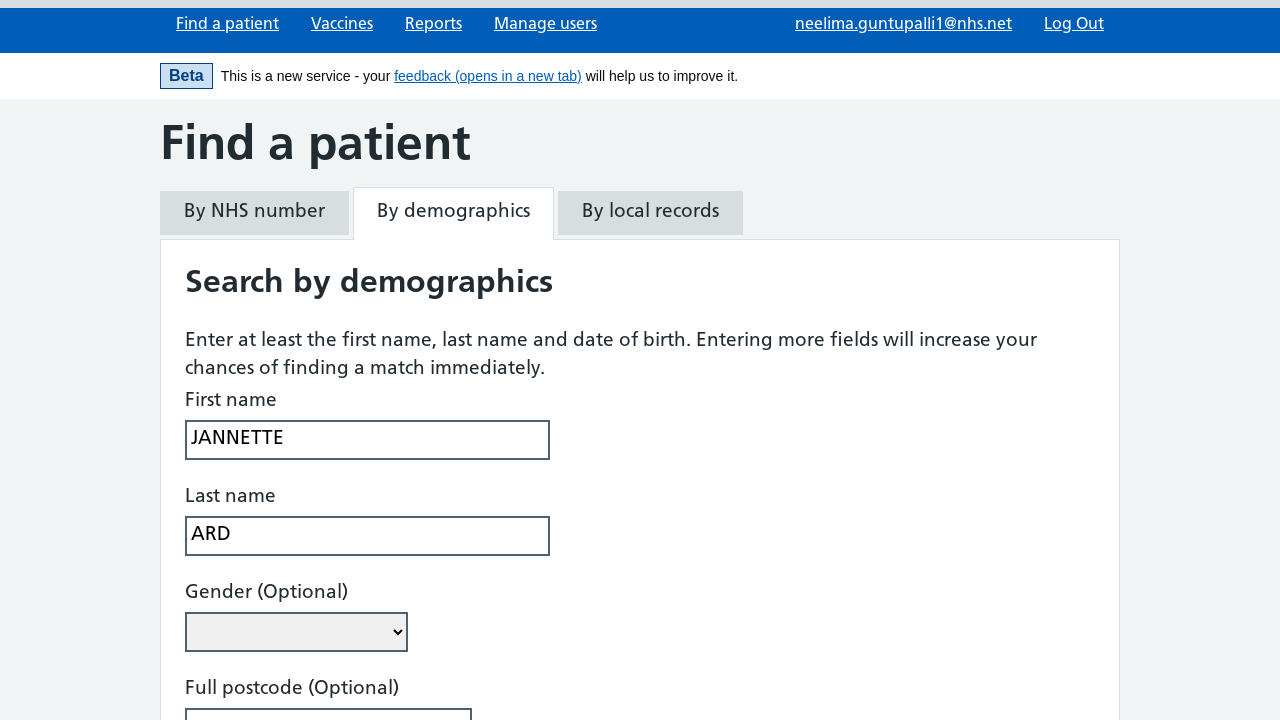 Find a patient Vaccines Reports Manage users neelima.guntupalli1@nhs.net Log Out
Beta This is a new service - your feedback (opens in a new tab) will help us to improve it.
Find a patient
By NHS number By demographics By local records
Search by demographics
Enter at least the first name, last name and date of birth. Entering more fields will increase your
chances of finding a match immediately.
First name
JANNETTE
Last name
ARD
Gender (Optional)
Full postcode (Optional)